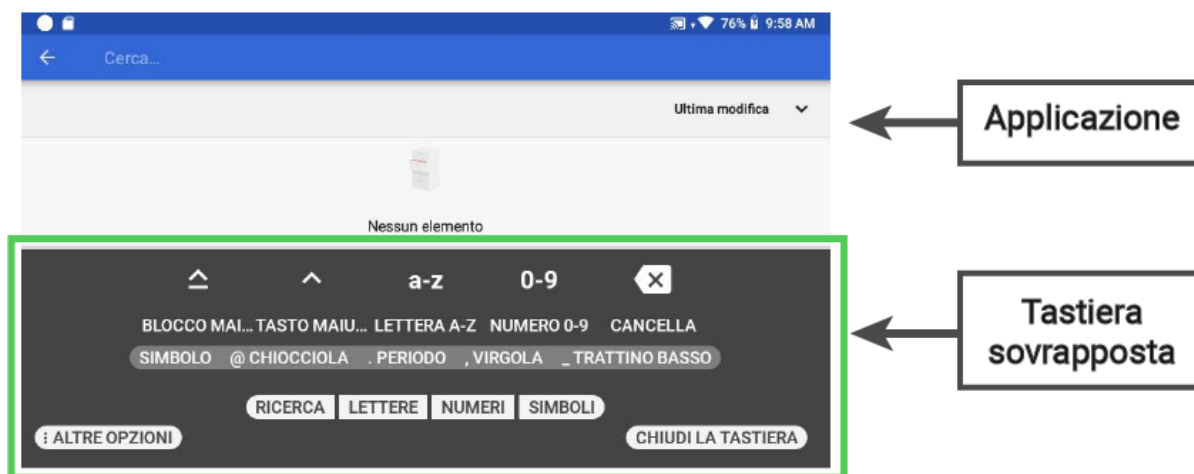 76% 9:58 AM
Cerca...
Ultima modifica
Applicazione
Nessun elemento
a-z 0-9
BLOCCO MAI... TASTO MAIU... LETTERA A-Z NUMERO 0-9 CANCELLA
SIMBOLO @ CHIOCCIOLA . PERIODO , VIRGOLA _ TRATTINO BASSO
Tastiera
sovrapposta
RICERCA LETTERE NUMERI SIMBOLI
ALTRE OPZIONI CHIUDI LA TASTIERA